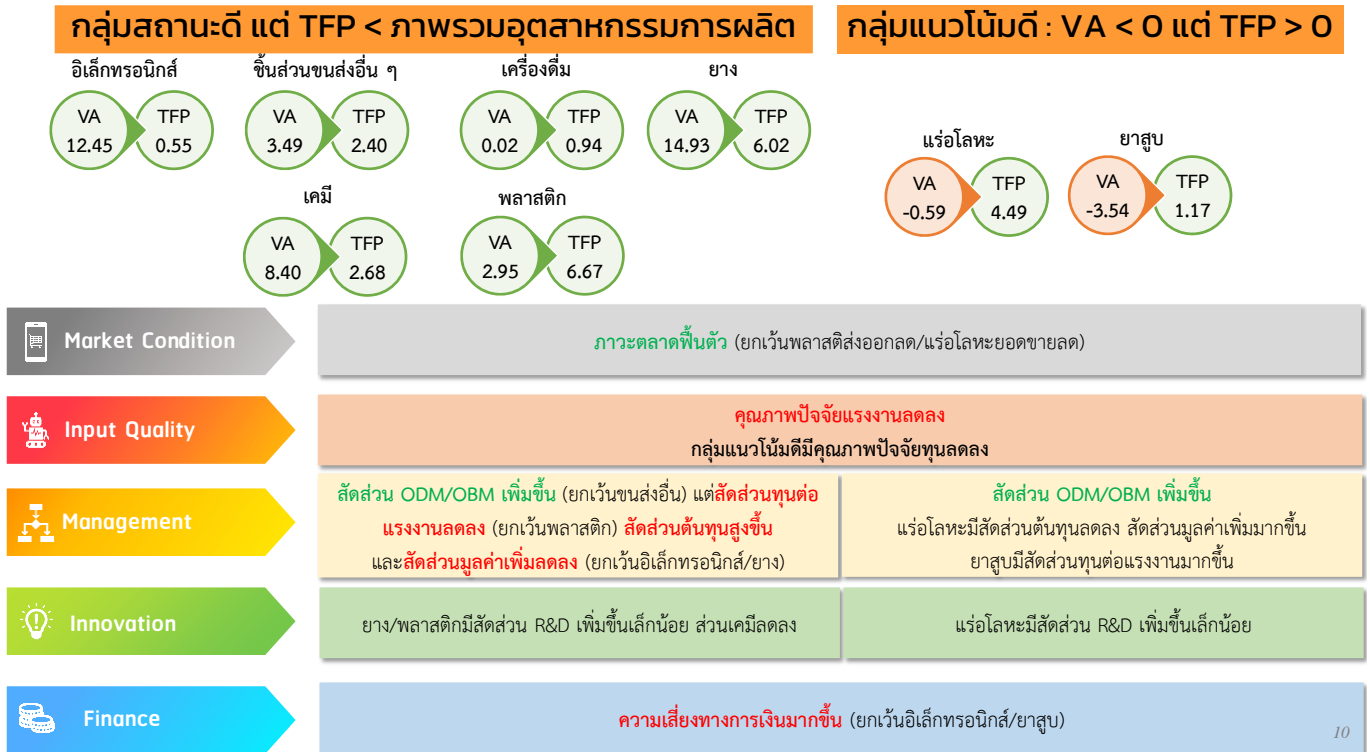 กลุ่มสถานะดี แต่ TFP < ภาพรวมอุตสาหกรรมการผลิต
กลุ่มแนวโน้มดี : VA < 0 แต่ TFP > 0
อิเล็กทรอนิกส์
ชิ้นส่วนขนส่งอื่น ๆ
เครื่องดื่ม
ยาง
VA
12.45
TFP
0.55
VA
3.49
TFP
2.40
VA
0.02
TFP
0.94
VA
14.93
TFP
6.02
แร่อโลหะ
ยาสูบ
VA
-0.59
TFP
4.49
VA
-3.54
TFP
1.17
เคมี
พลาสติก
VA
8.40
TFP
2.68
VA
2.95
TFP
6.67
Market Condition
ภาวะตลาดฟื้นตัว (ยกเว้นพลาสติส่งออกลด/แร่อโลหะยอดขายลด)
Input Quality
คุณภาพปัจจัยแรงงานลดลง
กลุ่มแนวโน้มดีมีคุณภาพปัจจัยทุนลดลง
Management
สัดส่วน ODM/OBM เพิ่มขึ้น (ยกเว้นขนส่งอื่น) แต่สัดส่วนทุนต่อ
แรงงานลดลง (ยกเว้นพลาสติก) สัดส่วนต้นทุนสูงขึ้น
และสัดส่วนมูลค่าเพิ่มลดลง (ยกเว้นอิเล็กทรอนิกส์/ยาง)
สัดส่วน ODM/OBM เพิ่มขึ้น
แร่อโลหะมีสัดส่วนต้นทุนลดลง สัดส่วนมูลค่าเพิ่มมากขึ้น
ยาสูบมีสัดส่วนทุนต่อแรงงานมากขึ้น
Innovation
ยาง/พลาสติกมีสัดส่วน R&D เพิ่มขึ้นเล็กน้อย ส่วนเคมีลดลง
แร่อโลหะมีสัดส่วน R&D เพิ่มขึ้นเล็กน้อย
Finance
ความเสี่ยงทางการเงินมากขึ้น (ยกเว้นอิเล็กทรอนิกส์/ยาสูบ)
10